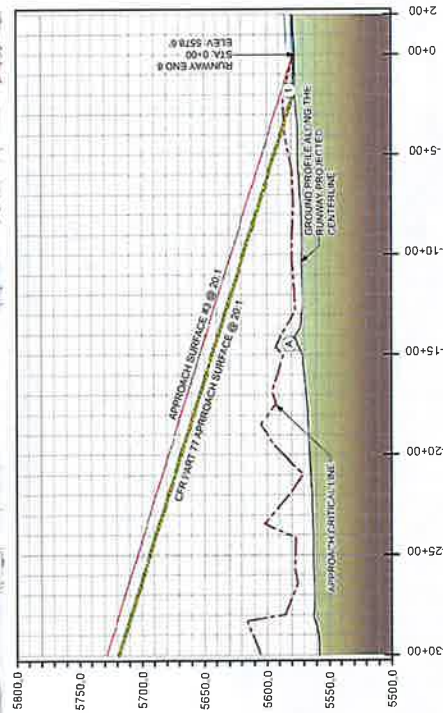 5800.0
5750.0
5700.0
5650.0
5600.0
5550.0
5500.0
APPROACH SURFACE #3 @ 20:1
CFR PART 77 APRROACH SURFACE @ 20:1
RUNWAY END 8
STA: 0+00
ELEV: 5578.6'
GROUND PROFILE ALONG THE
RUNWAY PROJECTED
CENTERLINE
APPROACH CRITICAL LINE
A
1
-30+00
-25+00
-20+00
-15+00
-10+00
-5+00
0+00
2+00